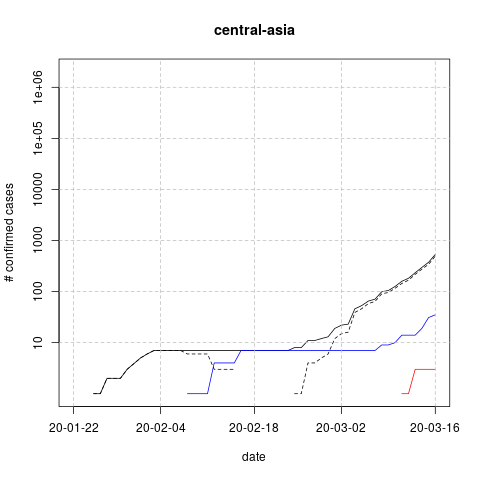 central-asia
# confirmed cases
1e+06
1e+05
10000
1000
100
10
20-01-22
20-02-04
20-02-18
20-03-02
20-03-16
date